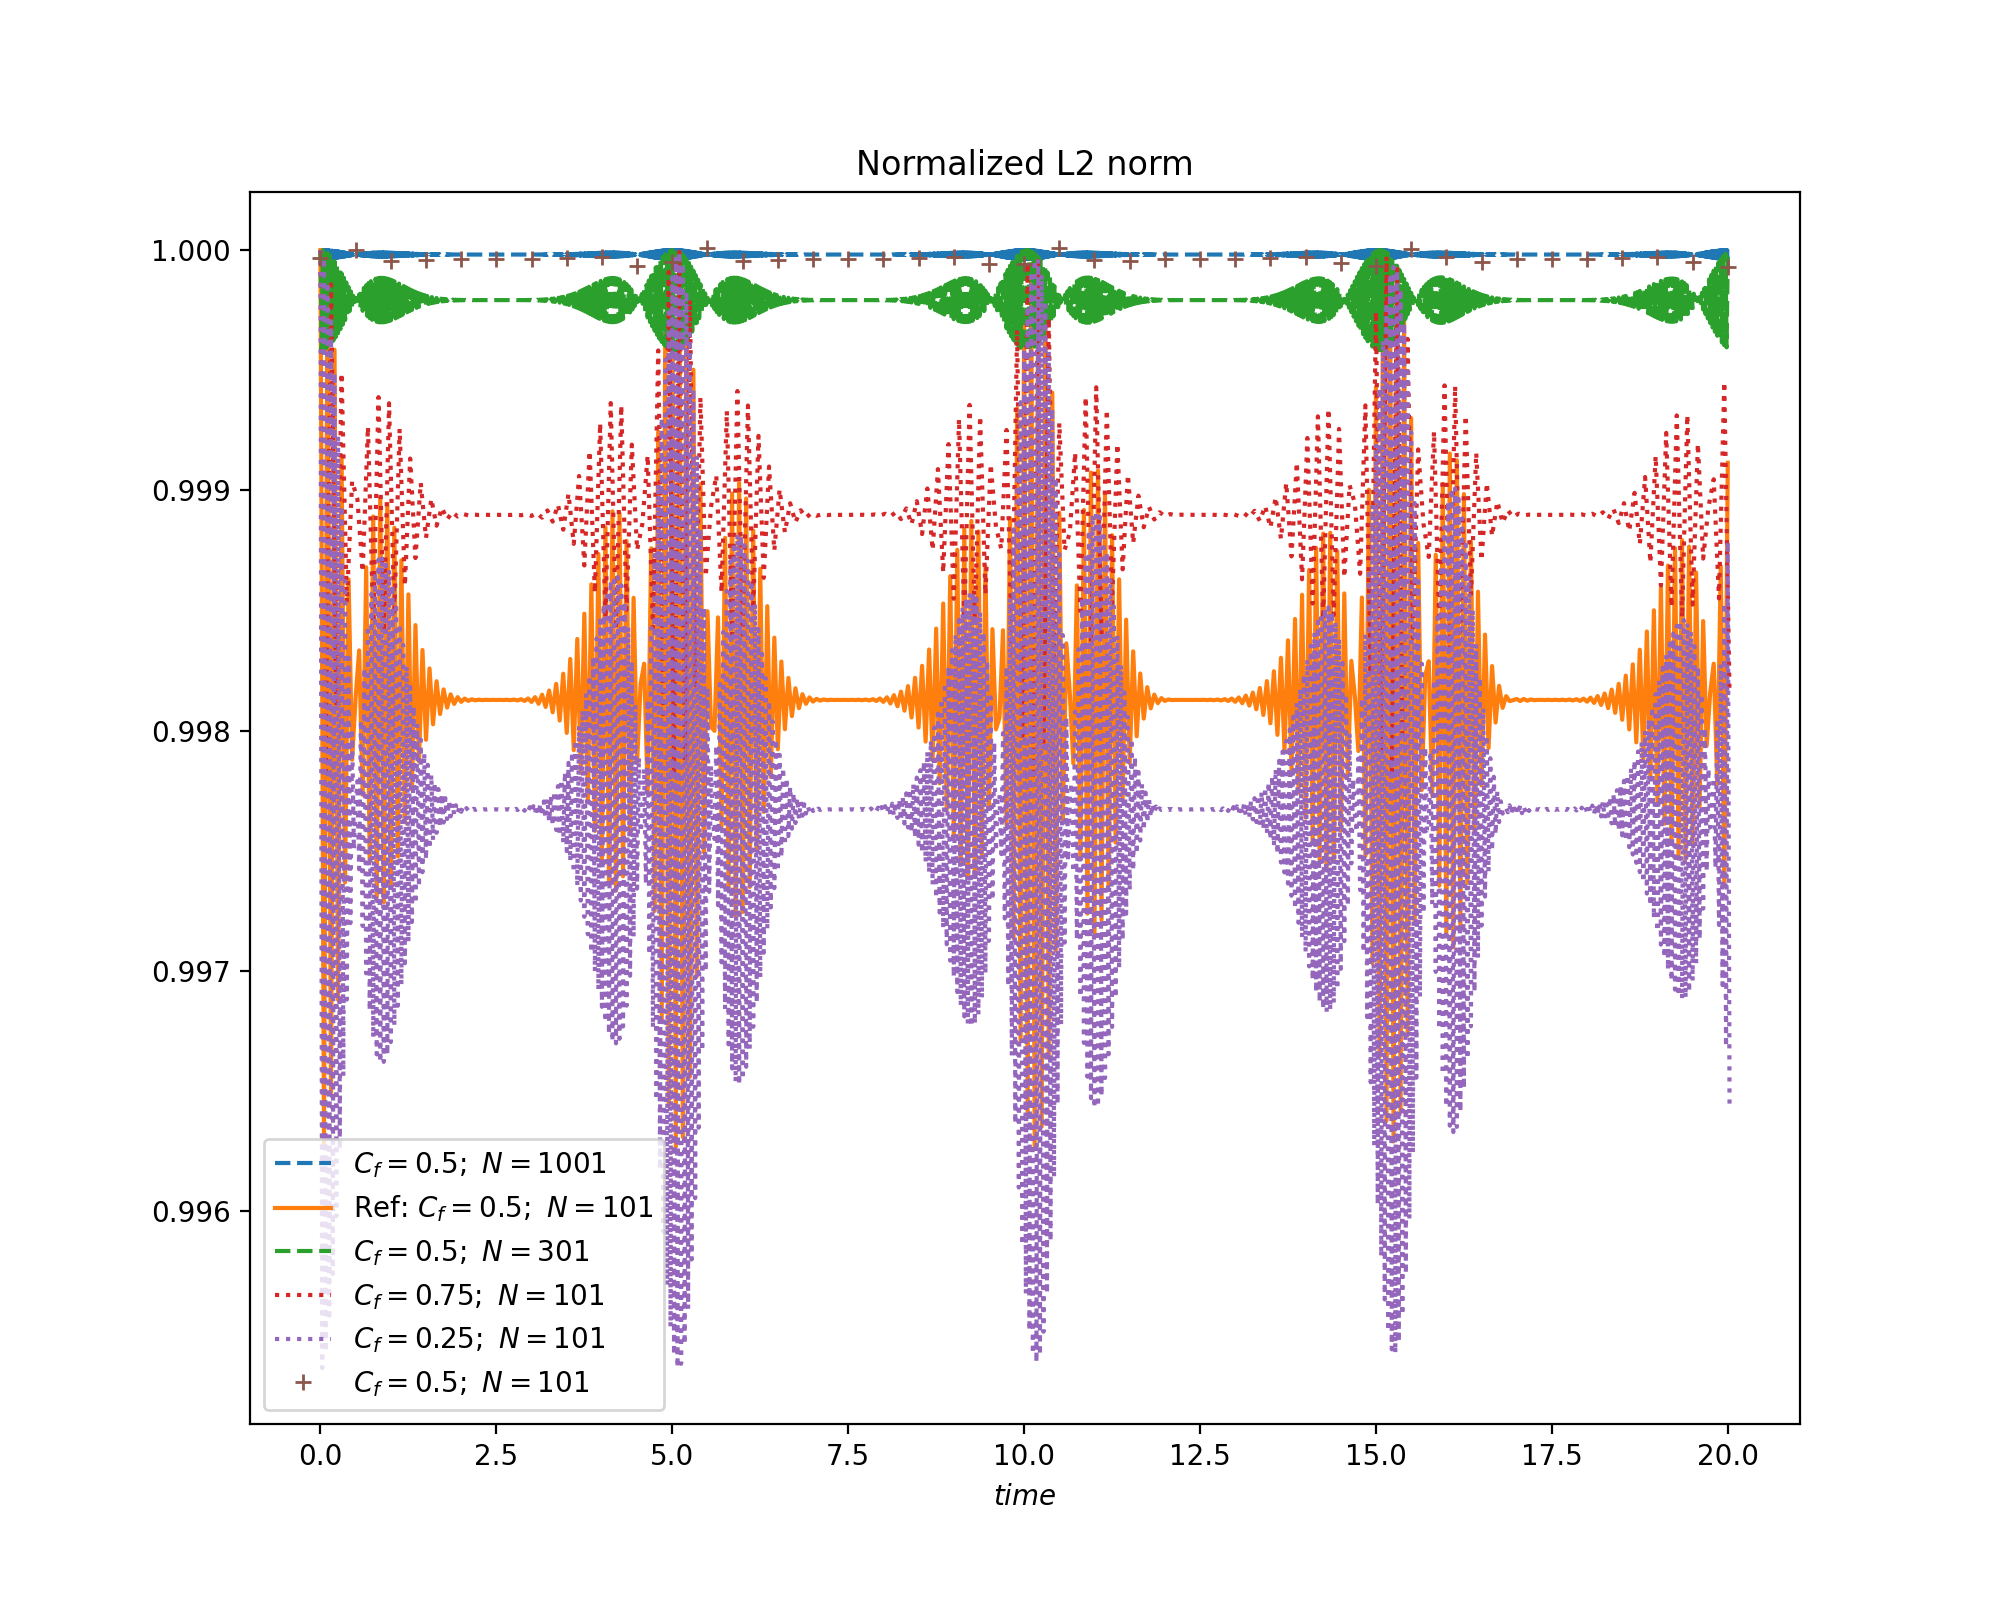 Normalized L2 norm
1.000
0.999
0.998
0.997
0.996
C_f = 0.5; N = 1001
Ref: C_f = 0.5; N = 101
C_f = 0.5; N = 301
C_f = 0.75; N = 101
C_f = 0.25; N = 101
C_f = 0.5; N = 101
0.0 2.5 5.0 7.5 10.0 12.5 15.0 17.5 20.0
time